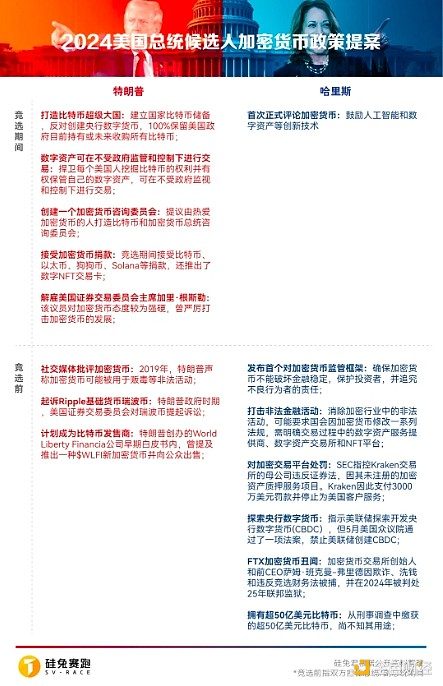 2024美国总统候选人加密货币政策提案
特朗普
哈里斯
竞选期间
打造比特币超级大国：建立国家比特币储备
，反对创建央行数字货币，100%保留美国政
府目前持有或未来收购所有比特币；
数字资产可在不受政府监管和控制下进行交
易：捍卫每个美国人挖掘比特币的权利并有
权保管自己的数字资产，可在不受政府监视
和控制下进行交易；
创建一个加密货币咨询委员会：提议由热爱
加密货币的人打造比特币和加密货币总统咨
询委员会；
接受加密货币捐款：竞选期间接受比特币、
以太币、狗狗币、Solana等捐款，还推出了
数字NFT交易卡；
解雇美国证券交易委员会主席加里·根斯勒：
该议员对加密货币态度较为强硬，曾严厉打
击加密货币的发展；
首次正式评论加密货币：鼓励人工智能和数
字资产等创新技术
竞选前
社交媒体批评加密货币：2019年，特朗普声
称加密货币可能被用于贩毒等非法活动；
起诉Ripple基础货币瑞波币：特朗普政府时期
，美国证券交易委员会对瑞波币提起诉讼；
计划成为比特币发售商：特朗普创办的World
Liberty Financia公司早期白皮书内，曾提及
推出一种$WLFI新加密货币并向公众出售；
发布首个对加密货币监管框架：确保加密货
币不能破坏金融稳定，保护投资者，并追究
不良行为者的责任；
打击非法金融活动：消除加密行业中的非法
活动，可能要求国会因加密货币修改一系列
法规，需明确交易过程中的数字资产服务提
供商、数字资产交易所和NFT平台；
对加密交易平台处罚：SEC指控Kraken交易
所的母公司违反证券法，因其未注册的加密
资产质押服务项目。Kraken因此支付3000
万美元罚款并停止为美国客户服务；
探索央行数字货币：指示美联储探索开发央
行数字货币(CBDC)，但5月美国众议院通
过了一项法案，禁止美联储创建CBDC；
FTX加密货币丑闻：加密货币交易所创始人
和前CEO萨姆·班克曼-弗里德因欺诈、洗钱
和违反竞选财务法被捕，并在2024年被判处
25年联邦监狱；
拥有超50亿美元比特币：从刑事调查中缴获
的超50亿美元比特币，尚不知其用途；
硅兔赛跑
SV-RACE
*竞选前指双方